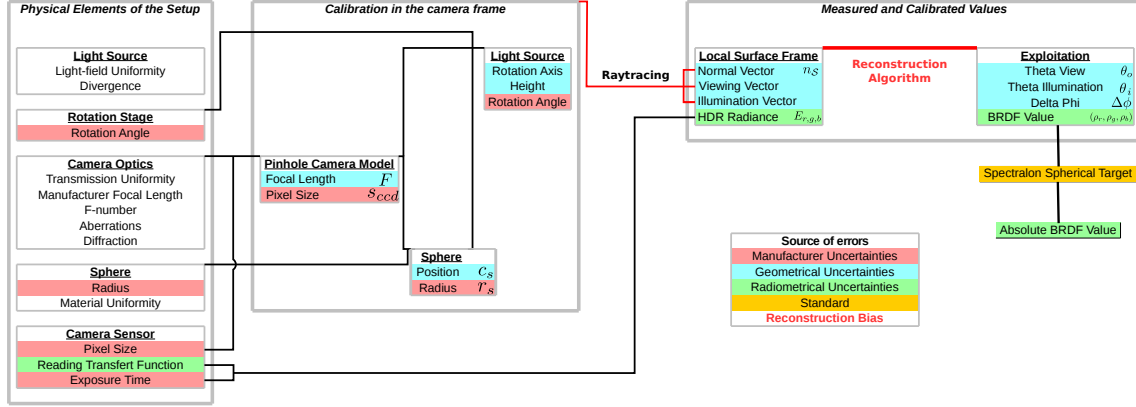 Physical Elements of the Setup
Light Source
Light-field Uniformity
Divergence
Rotation Stage
Rotation Angle
Camera Optics
Transmission Uniformity
Manufacturer Focal Length
F-number
Aberrations
Diffraction
Sphere
Radius
Material Uniformity
Camera Sensor
Pixel Size
Reading Transfert Function
Exposure Time
Calibration in the camera frame
Light Source
Rotation Axis
Height
Rotation Angle
Pinhole Camera Model
Focal Length F
Pixel Size s_{ccd}
Sphere
Position c_s
Radius r_s
Raytracing
Measured and Calibrated Values
Local Surface Frame
Normal Vector n_𝒮
Viewing Vector
Illumination Vector
HDR Radiance E_{r,g,b}
Reconstruction
Algorithm
Exploitation
Theta View θ_o
Theta Illumination θ_i
Delta Phi Δϕ
BRDF Value (ρ_r, ρ_g, ρ_b)
Spectralon Spherical Target
Absolute BRDF Value
Source of errors
Manufacturer Uncertainties
Geometrical Uncertainties
Radiometrical Uncertainties
Standard
Reconstruction Bias